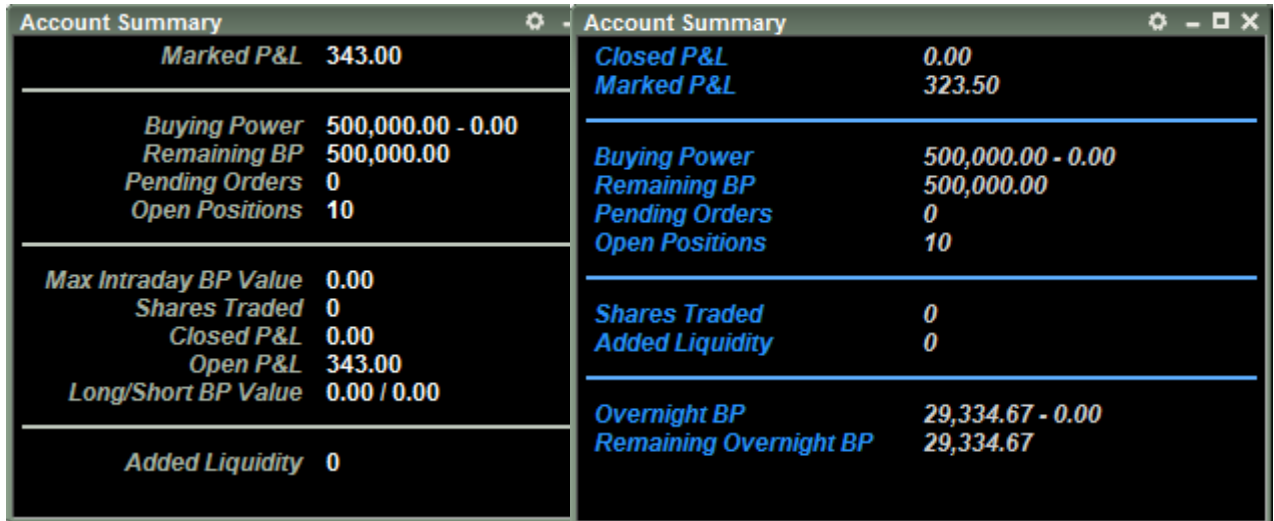 Account Summary
Marked P&L 343.00
Buying Power 500,000.00 - 0.00
Remaining BP 500,000.00
Pending Orders 0
Open Positions 10
Max Intraday BP Value 0.00
Shares Traded 0
Closed P&L 0.00
Open P&L 343.00
Long/Short BP Value 0.00 / 0.00
Added Liquidity 0
Account Summary
Closed P&L 0.00
Marked P&L 323.50
Buying Power 500,000.00 - 0.00
Remaining BP 500,000.00
Pending Orders 0
Open Positions 10
Shares Traded 0
Added Liquidity 0
Overnight BP 29,334.67 - 0.00
Remaining Overnight BP 29,334.67